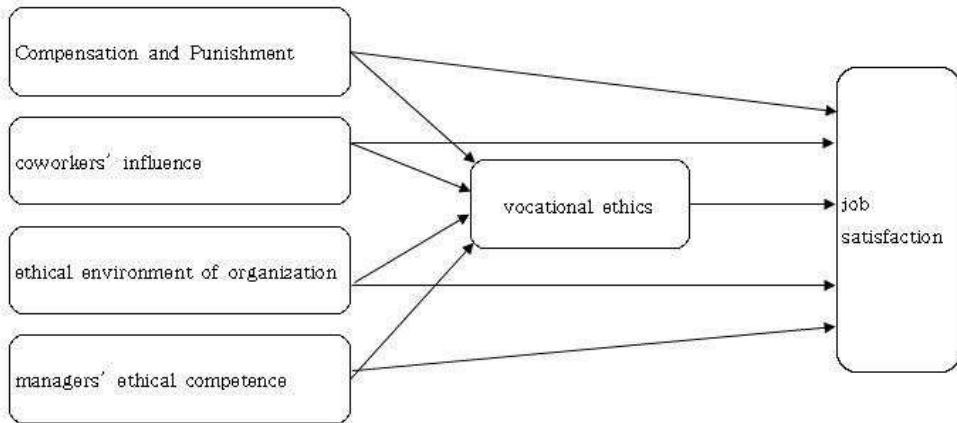 Compensation and Punishment
coworkers' influence
ethical environment of organization
managers' ethical competence
vocational ethics
job
satisfaction